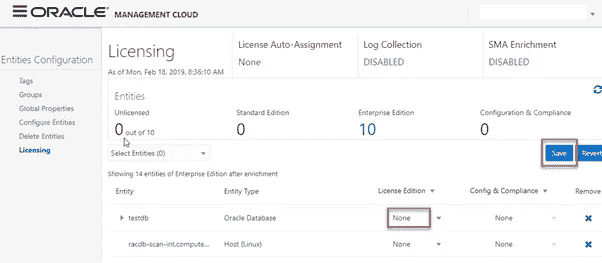 ORACLE MANAGEMENT CLOUD
Entities Configuration
Tags
Groups
Global Properties
Configure Entities
Delete Entities
Licensing
Licensing
As of Mon. Feb 18, 2019. 8:36:10 AM
License Auto-Assignment
None
Log Collection
DISABLED
SMA Enrichment
DISABLED
Entities
Unlicensed
0 out of 10
Standard Edition
0
Enterprise Edition
10
Configuration & Compliance
0
Select Entities (0)
Save
Revert
Showing 14 entities of Enterprise Edition after enrichment
Entity Entity Type License Edition Config & Compliance Remove
testdb Oracle Database None None
racdb-scan-int.compute... Host (Linux) None None